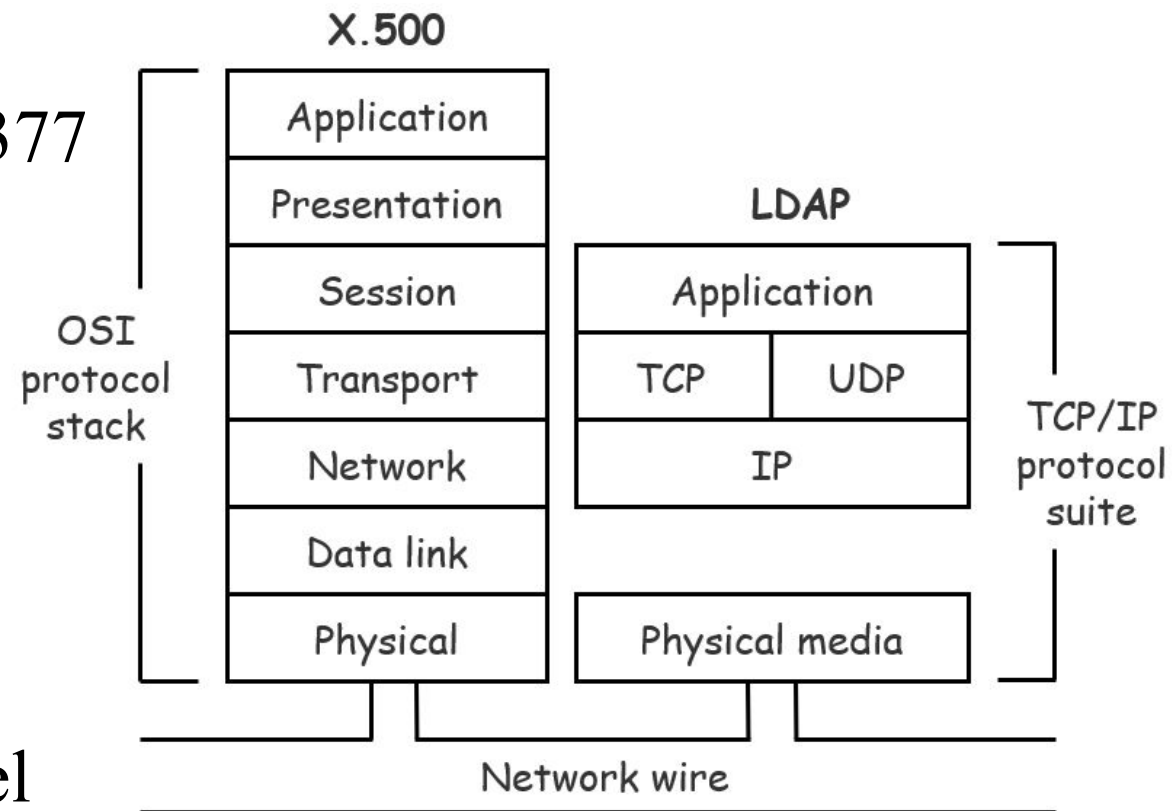 X.500
377
Application
Presentation
Session
Transport
Network
Data link
Physical
OSI
protocol
stack
LDAP
Application
TCP
UDP
IP
Physical media
TCP/IP
protocol
suite
Network wire
el